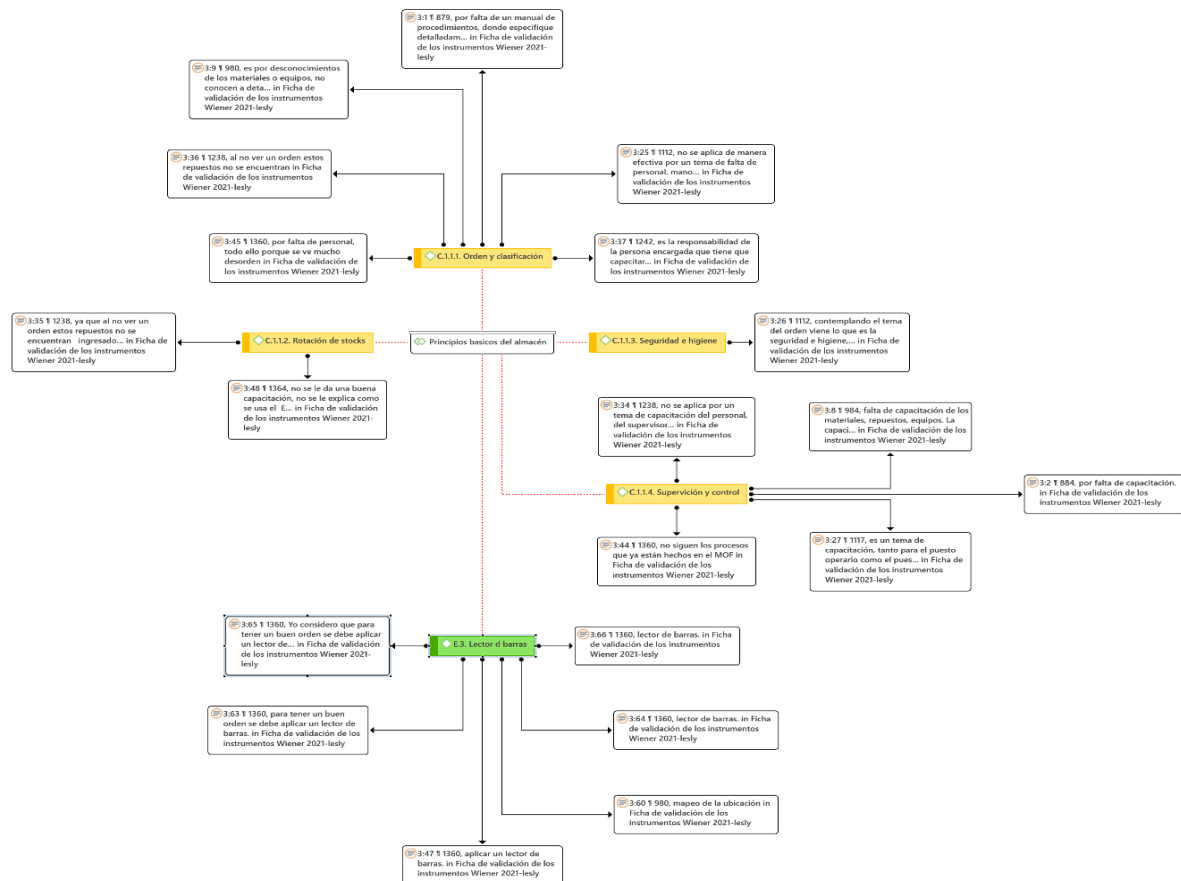 3:1 ¶ 879, por falta de un manual de
procedimientos, donde especifique
detalladam... in Ficha de validación
de los instrumentos Wiener 2021-
lesly
3:9 ¶ 980, es por desconocimientos
de los materiales o equipos, no
conocen a deta... in Ficha de
validación de los instrumentos
Wiener 2021-lesly
3:36 ¶ 1238, al no ver un orden estos
repuestos no se encuentran in Ficha
de validación de los instrumentos
Wiener 2021-lesly
3:25 ¶ 1112, no se aplica de manera
efectiva por un tema de falta de
personal, mano... in Ficha de
validación de los instrumentos
Wiener 2021-lesly
3:45 ¶ 1360, por falta de personal,
todo ello porque se ve mucho
desorden in Ficha de validación de
los instrumentos Wiener 2021-lesly
C.1.1.1. Orden y clasificación
3:37 ¶ 1242, es la responsabilidad de
la persona encargada que tiene que
capacitar... in Ficha de validación de
los instrumentos Wiener 2021-lesly
3:35 ¶ 1238, ya que al no ver un
orden estos repuestos no se
encuentran ingresado... in Ficha de
validación de los instrumentos
Wiener 2021-lesly
C.1.1.2. Rotación de stocks
Principios basicos del almacén
C.1.1.3. Seguridad e higiene
3:26 ¶ 1112, contemplando el tema
del orden viene lo que es la
seguridad e higiene,... in Ficha de
validación de los instrumentos
Wiener 2021-lesly
3:48 ¶ 1364, no se le da una buena
capacitación, no se le explica como
se usa el E... in Ficha de validación
de los instrumentos Wiener 2021-
lesly
3:34 ¶ 1238, no se aplica por un
tema de capacitación del personal,
del supervisor... in Ficha de
validación de los instrumentos
Wiener 2021-lesly
3:8 ¶ 984, falta de capacitación de los
materiales, repuestos, equipos. La
capaci... in Ficha de validación de los
instrumentos Wiener 2021-lesly
C.1.1.4. Supervición y control
3:2 ¶ 884, por falta de capacitación.
in Ficha de validación de los
instrumentos Wiener 2021-lesly
3:44 ¶ 1360, no siguen los procesos
que ya están hechos en el MOF in
Ficha de validación de los
instrumentos Wiener 2021-lesly
3:27 ¶ 1117, es un tema de
capacitación, tanto para el puesto
operario como el pues... in Ficha de
validación de los instrumentos
Wiener 2021-lesly
3:65 ¶ 1360, Yo considero que para
tener un buen orden se debe aplicar
un lector de... in Ficha de validación
de los instrumentos Wiener 2021-
lesly
E.3. Lector d barras
3:66 ¶ 1360, lector de barras. in Ficha
de validación de los instrumentos
Wiener 2021-lesly
3:63 ¶ 1360, para tener un buen
orden se debe aplicar un lector de
barras. in Ficha de validación de los
instrumentos Wiener 2021-lesly
3:64 ¶ 1360, lector de barras. in Ficha
de validación de los instrumentos
Wiener 2021-lesly
3:60 ¶ 980, mapeo de la ubicación in
Ficha de validación de los
instrumentos Wiener 2021-lesly
3:47 ¶ 1360, aplicar un lector de
barras. in Ficha de validación de los
instrumentos Wiener 2021-lesly